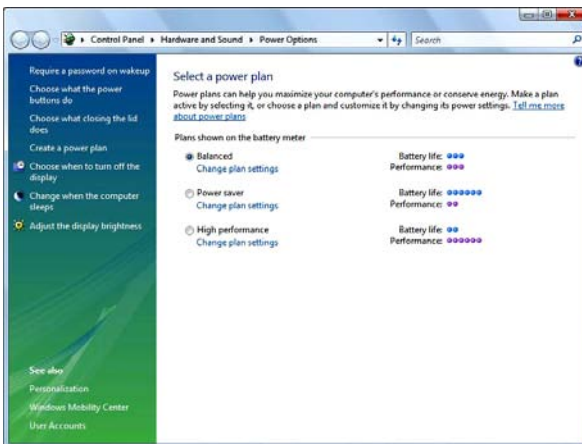 Control Panel ▸ Hardware and Sound ▸ Power Options
Search
Require a password on wakeup
Choose what the power
buttons do
Choose what closing the lid
does
Create a power plan
Choose when to turn off the
display
Change when the computer
sleeps
Adjust the display brightness
See also
Personalization
Windows Mobility Center
User Accounts
Select a power plan
Power plans can help you maximize your computer's performance or conserve energy. Make a plan
active by selecting it, or choose a plan and customize it by changing its power settings. Tell me more
about power plans
Plans shown on the battery meter
Balanced Battery life:
Change plan settings Performance:
Power saver Battery life:
Change plan settings Performance:
High performance Battery life:
Change plan settings Performance: